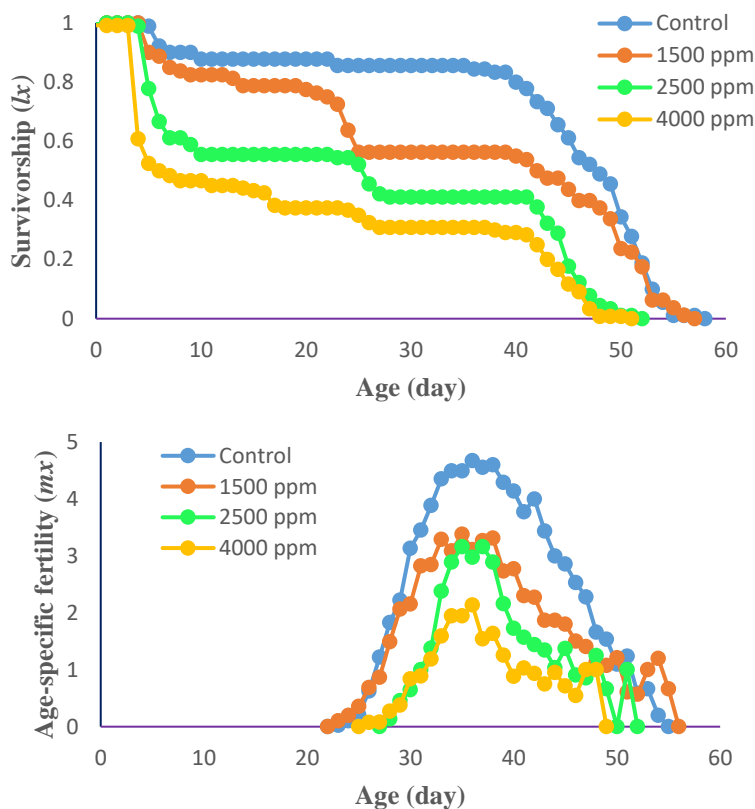 Survivorship (lx)
1
0.8
0.6
0.4
0.2
0
0 10 20 30 40 50 60
Age (day)
Control
1500 ppm
2500 ppm
4000 ppm
Age-specific fertility (mx)
5
4
3
2
1
0
0 10 20 30 40 50 60
Age (day)
Control
1500 ppm
2500 ppm
4000 ppm